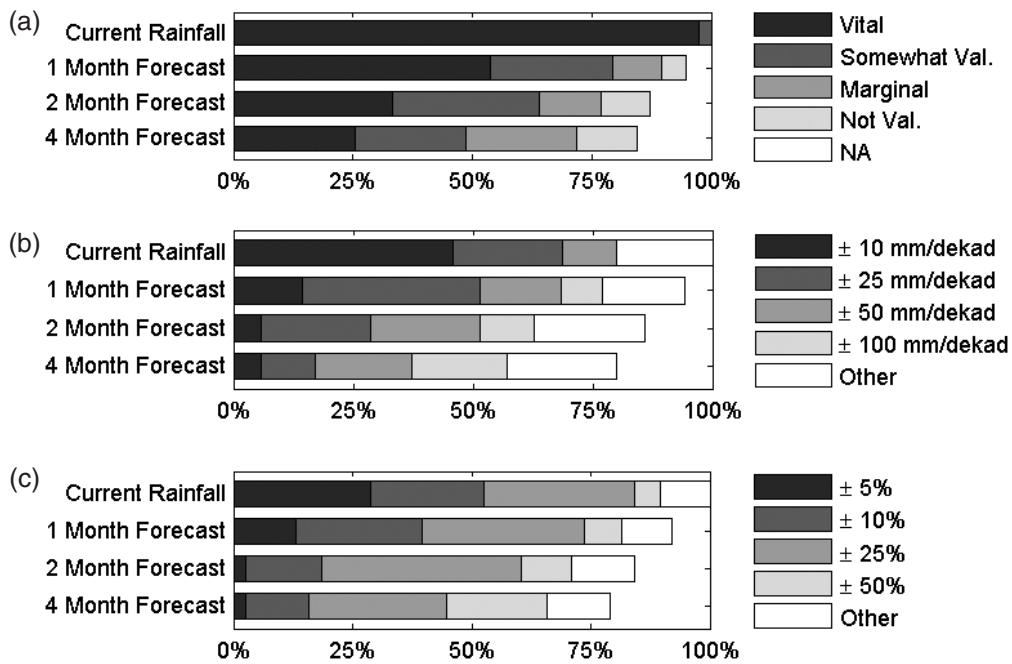 (a)
Current Rainfall
1 Month Forecast
2 Month Forecast
4 Month Forecast
0% 25% 50% 75% 100%
Vital
Somewhat Val.
Marginal
Not Val.
NA
(b)
Current Rainfall
1 Month Forecast
2 Month Forecast
4 Month Forecast
0% 25% 50% 75% 100%
± 10 mm/dekad
± 25 mm/dekad
± 50 mm/dekad
± 100 mm/dekad
Other
(c)
Current Rainfall
1 Month Forecast
2 Month Forecast
4 Month Forecast
0% 25% 50% 75% 100%
± 5%
± 10%
± 25%
± 50%
Other